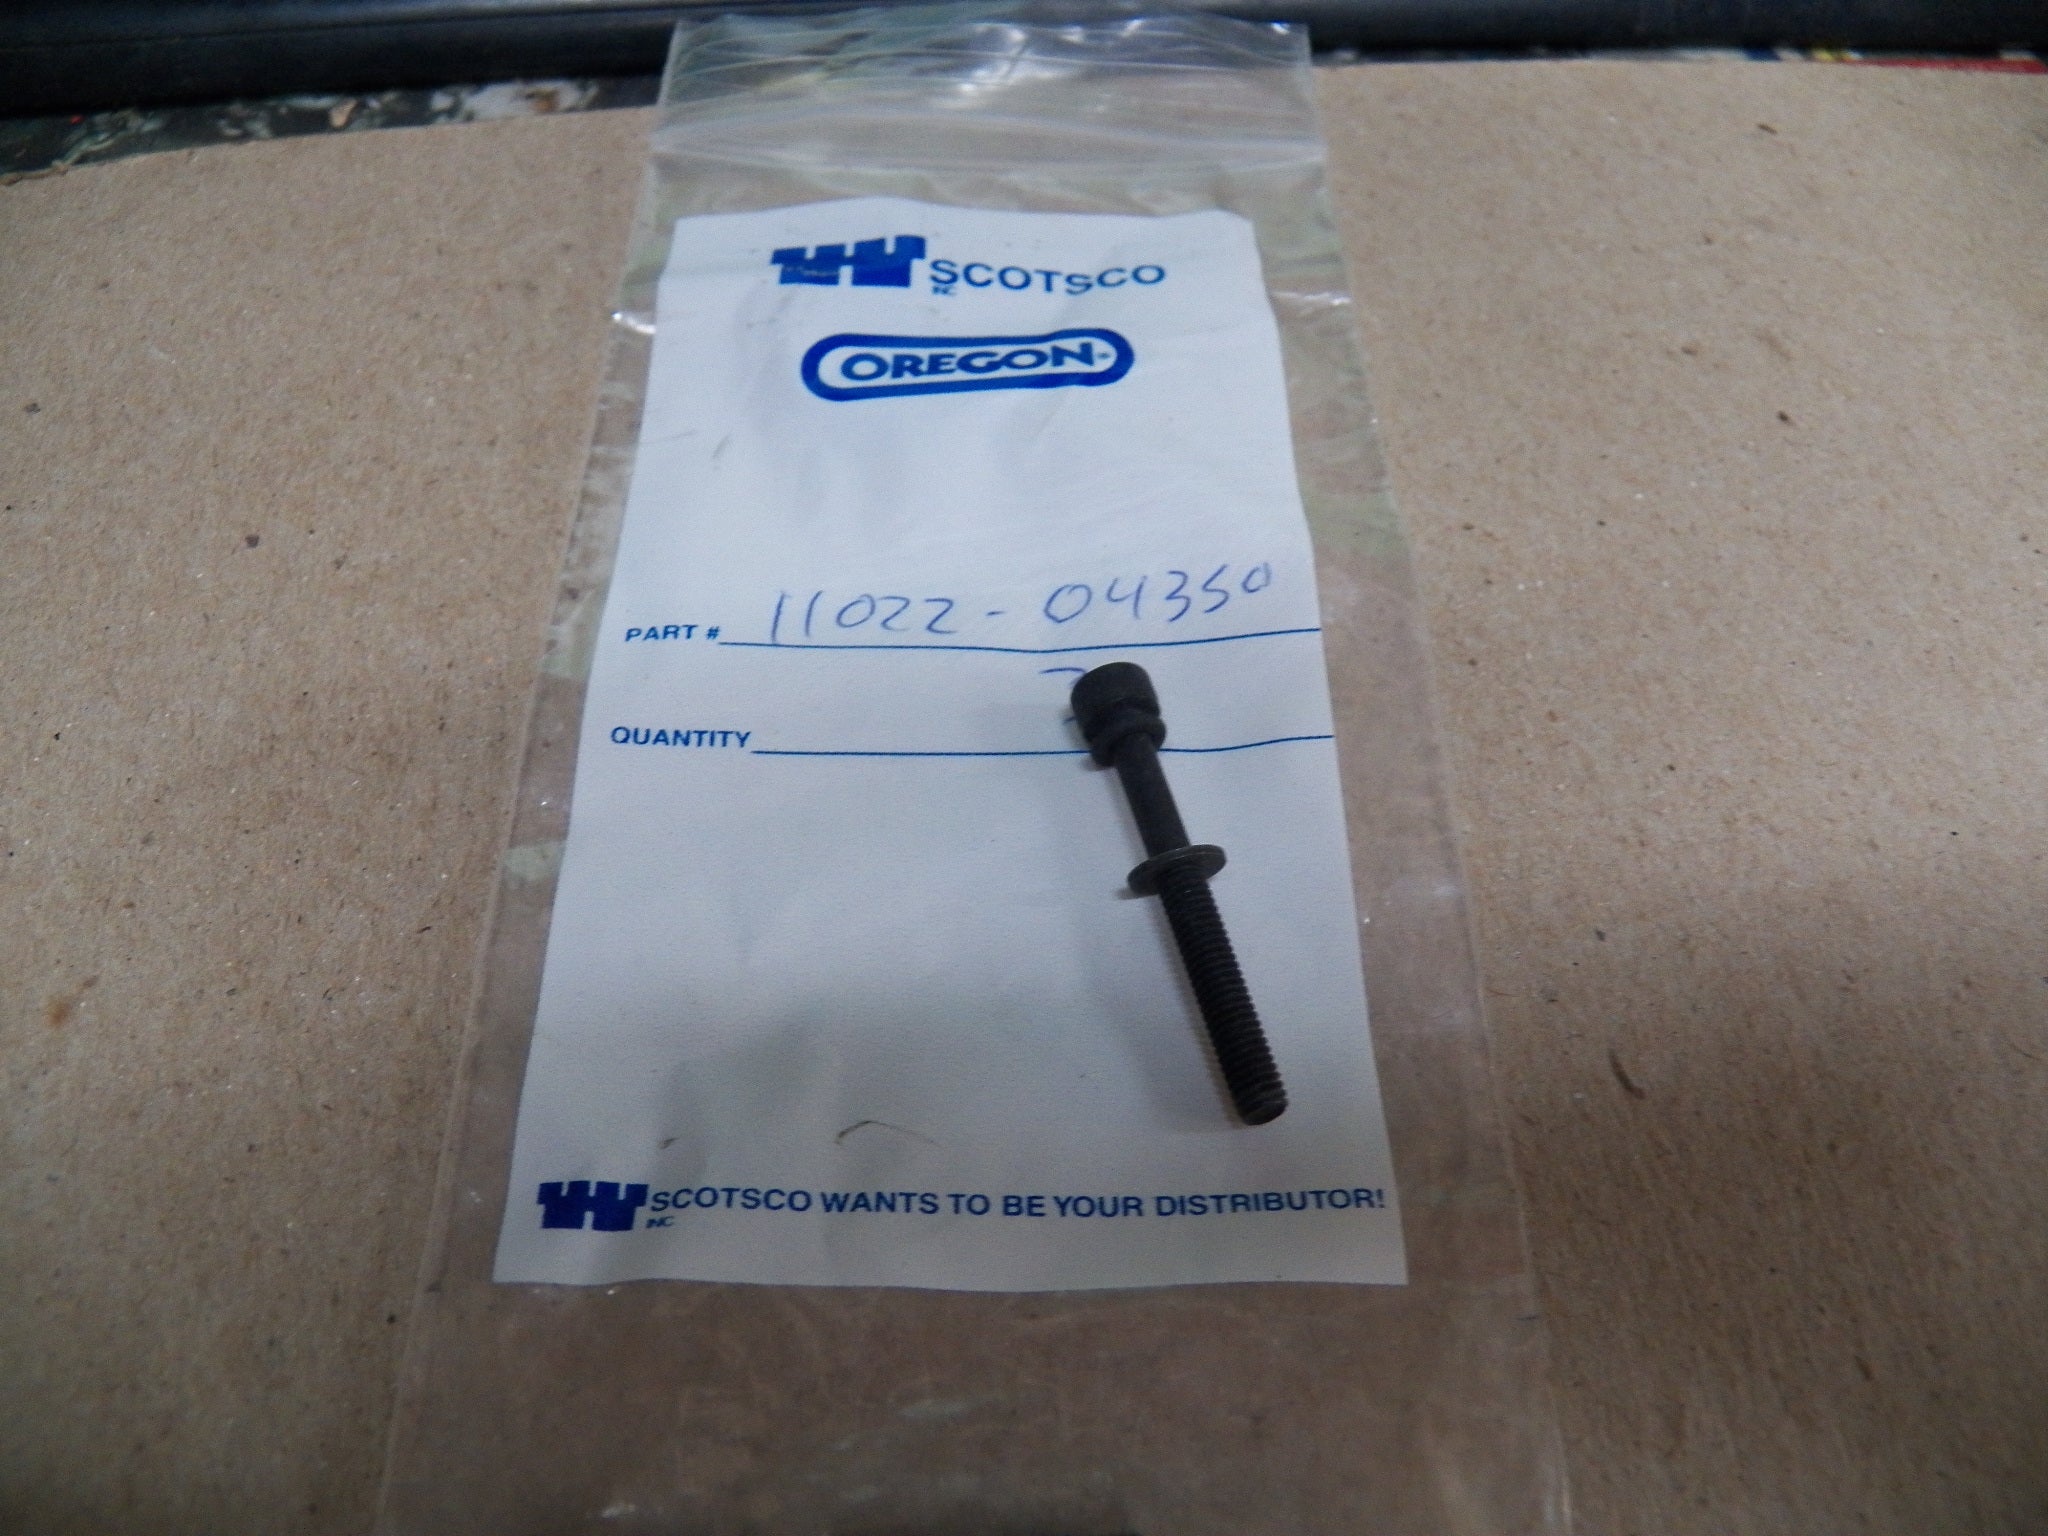 SCOTSCO
INC
OREGON
PART # 11022-04350
QUANTITY
SCOTSCO WANTS TO BE YOUR DISTRIBUTOR!
INC